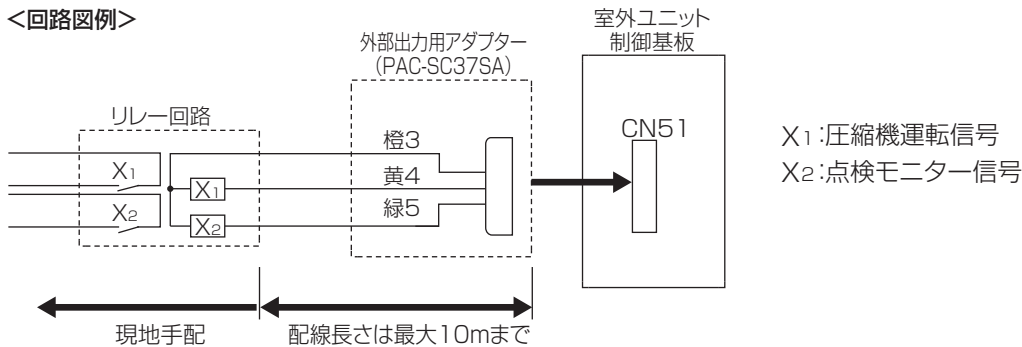 <回路図例>
外部出力用アダプター
(PAC-SC37SA)
室外ユニット
制御基板
リレー回路
橙3
黄4
緑5
X1
X2
X1
X2
CN51
X1:圧縮機運転信号
X2:点検モニター信号
現地手配
配線長さは最大10mまで